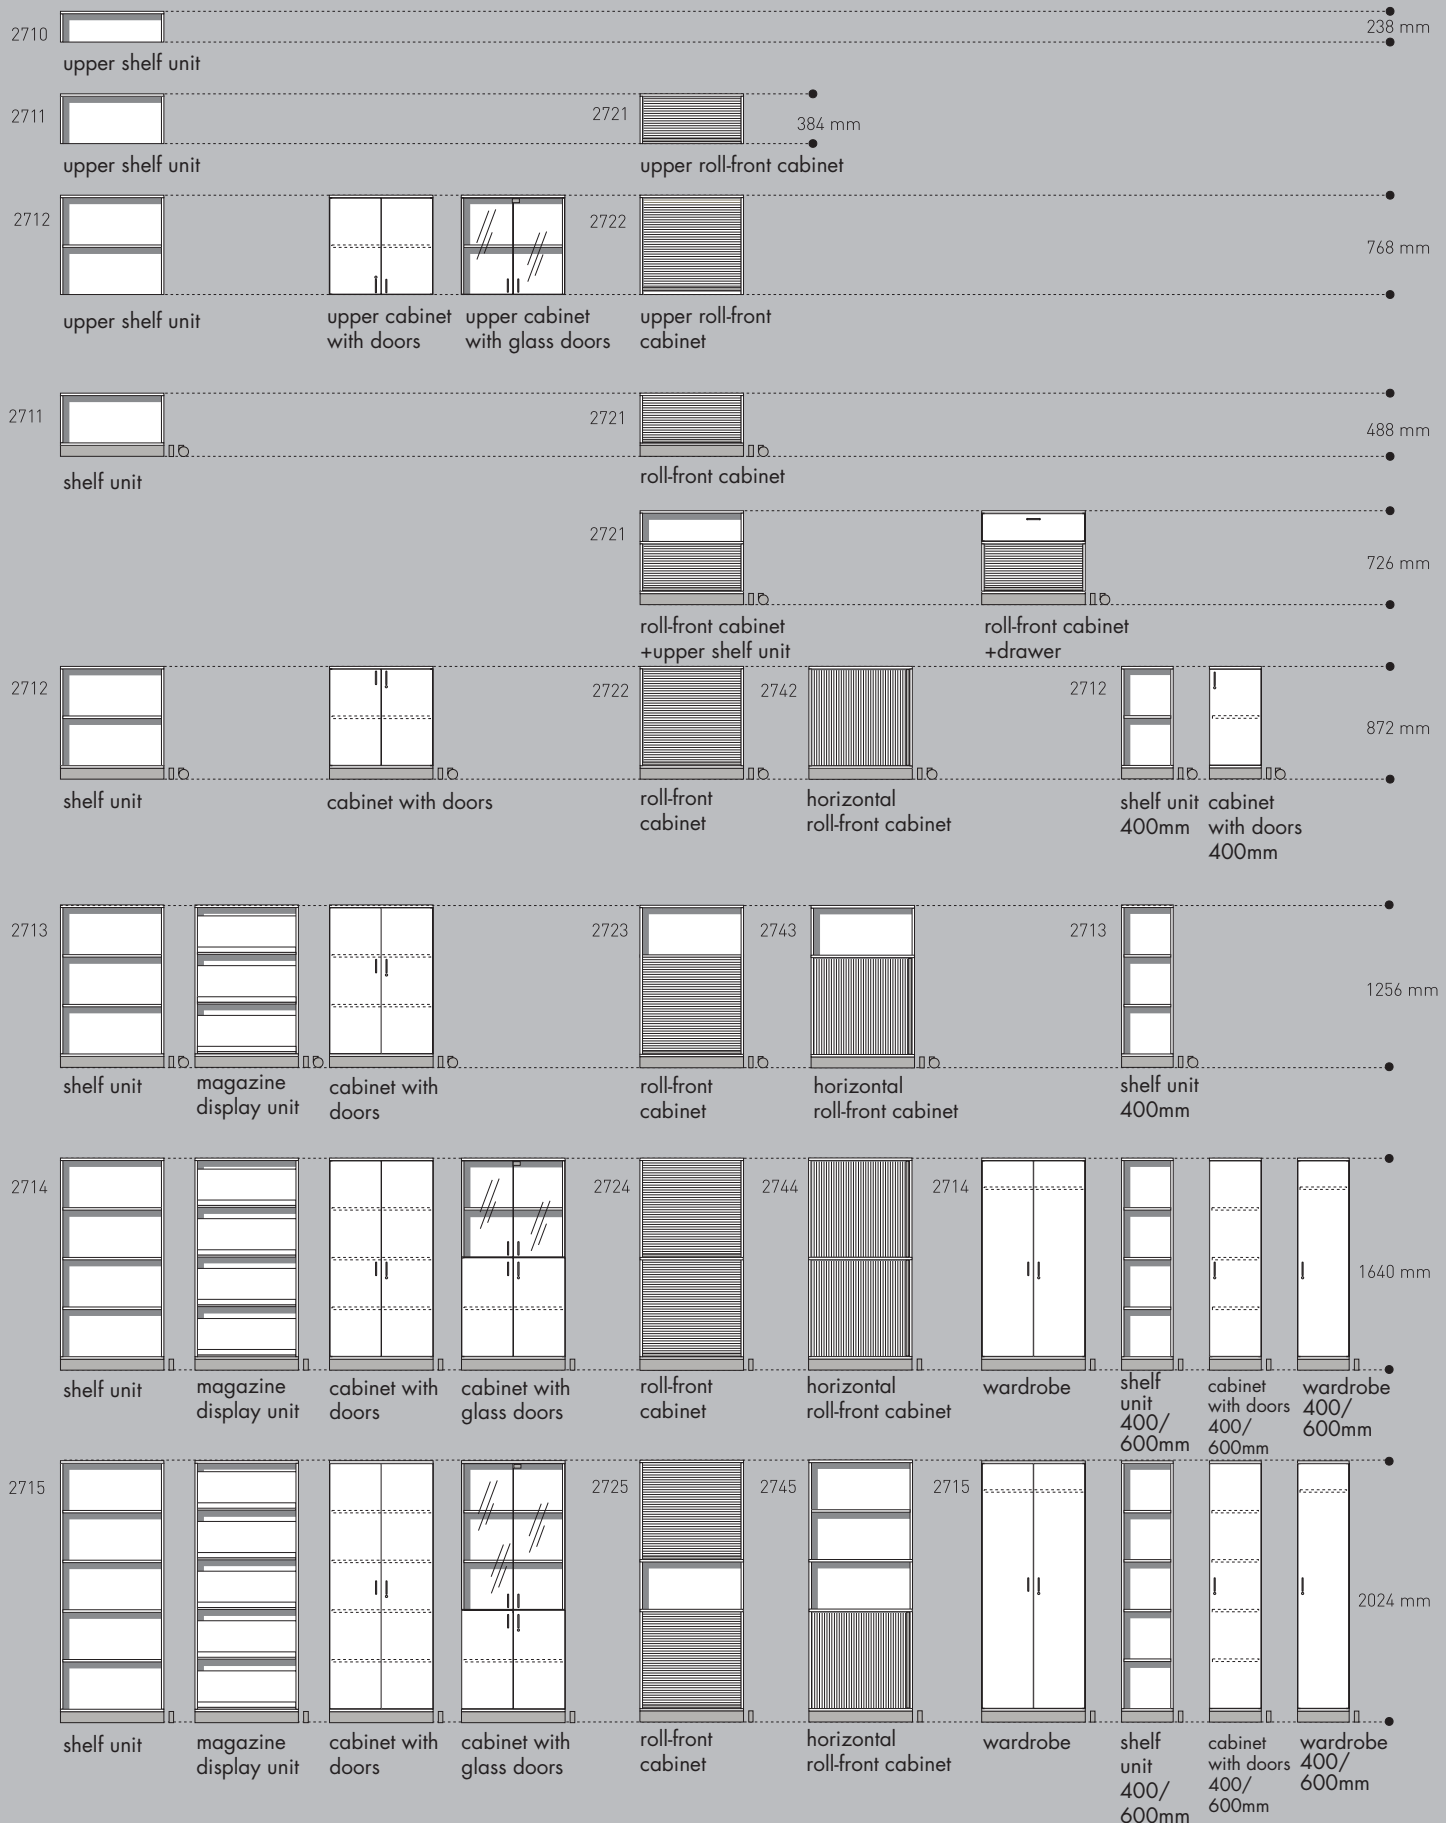 2710
238 mm
upper shelf unit
2711
2721
384 mm
upper shelf unit
upper roll-front cabinet
2712
2722
768 mm
upper shelf unit
upper cabinet
with doors
upper cabinet
with glass doors
upper roll-front
cabinet
2711
2721
488 mm
shelf unit
roll-front cabinet
2721
726 mm
roll-front cabinet
+upper shelf unit
roll-front cabinet
+drawer
2712
2722
2742
2712
872 mm
shelf unit
cabinet with doors
roll-front
cabinet
horizontal
roll-front cabinet
shelf unit
400mm
cabinet
with doors
400mm
2713
2723
2743
2713
1256 mm
shelf unit
magazine
display unit
cabinet with
doors
roll-front
cabinet
horizontal
roll-front cabinet
shelf unit
400mm
2714
2724
2744
2714
1640 mm
shelf unit
magazine
display unit
cabinet with
doors
cabinet with
glass doors
roll-front
cabinet
horizontal
roll-front cabinet
wardrobe
shelf
unit
400/
600mm
cabinet
with doors
400/
600mm
wardrobe
400/
600mm
2715
2725
2745
2715
2024 mm
shelf unit
magazine
display unit
cabinet with
doors
cabinet with
glass doors
roll-front
cabinet
horizontal
roll-front cabinet
wardrobe
shelf
unit
400/
600mm
cabinet
with doors
400/
600mm
wardrobe
400/
600mm